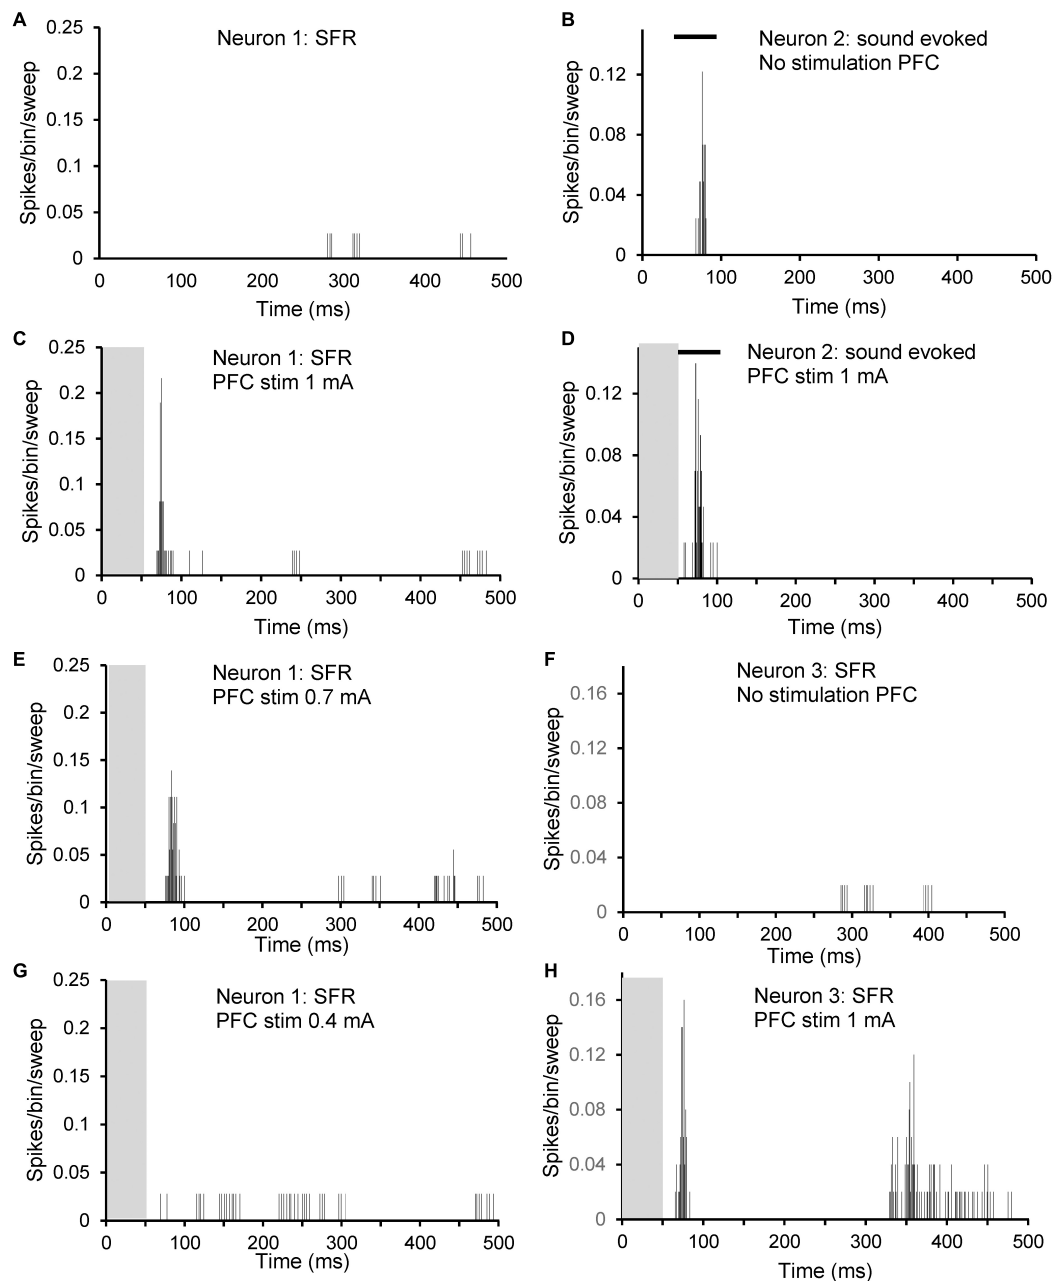 A
Neuron 1: SFR
Spikes/bin/sweep
0.25
0.2
0.15
0.1
0.05
0
0 100 200 300 400 500
Time (ms)
B
Neuron 2: sound evoked
No stimulation PFC
Spikes/bin/sweep
0.12
0.08
0.04
0
0 100 200 300 400 500
Time (ms)
C
Neuron 1: SFR
PFC stim 1 mA
Spikes/bin/sweep
0.25
0.2
0.15
0.1
0.05
0
0 100 200 300 400 500
Time (ms)
D
Neuron 2: sound evoked
PFC stim 1 mA
Spikes/bin/sweep
0.12
0.08
0.04
0
0 100 200 300 400 500
Time (ms)
E
Neuron 1: SFR
PFC stim 0.7 mA
Spikes/bin/sweep
0.25
0.2
0.15
0.1
0.05
0
0 100 200 300 400 500
Time (ms)
F
Neuron 3: SFR
No stimulation PFC
Spikes/bin/sweep
0.16
0.12
0.08
0.04
0
0 100 200 300 400 500
Time (ms)
G
Neuron 1: SFR
PFC stim 0.4 mA
Spikes/bin/sweep
0.25
0.2
0.15
0.1
0.05
0
0 100 200 300 400 500
Time (ms)
H
Neuron 3: SFR
PFC stim 1 mA
Spikes/bin/sweep
0.16
0.12
0.08
0.04
0
0 100 200 300 400 500
Time (ms)